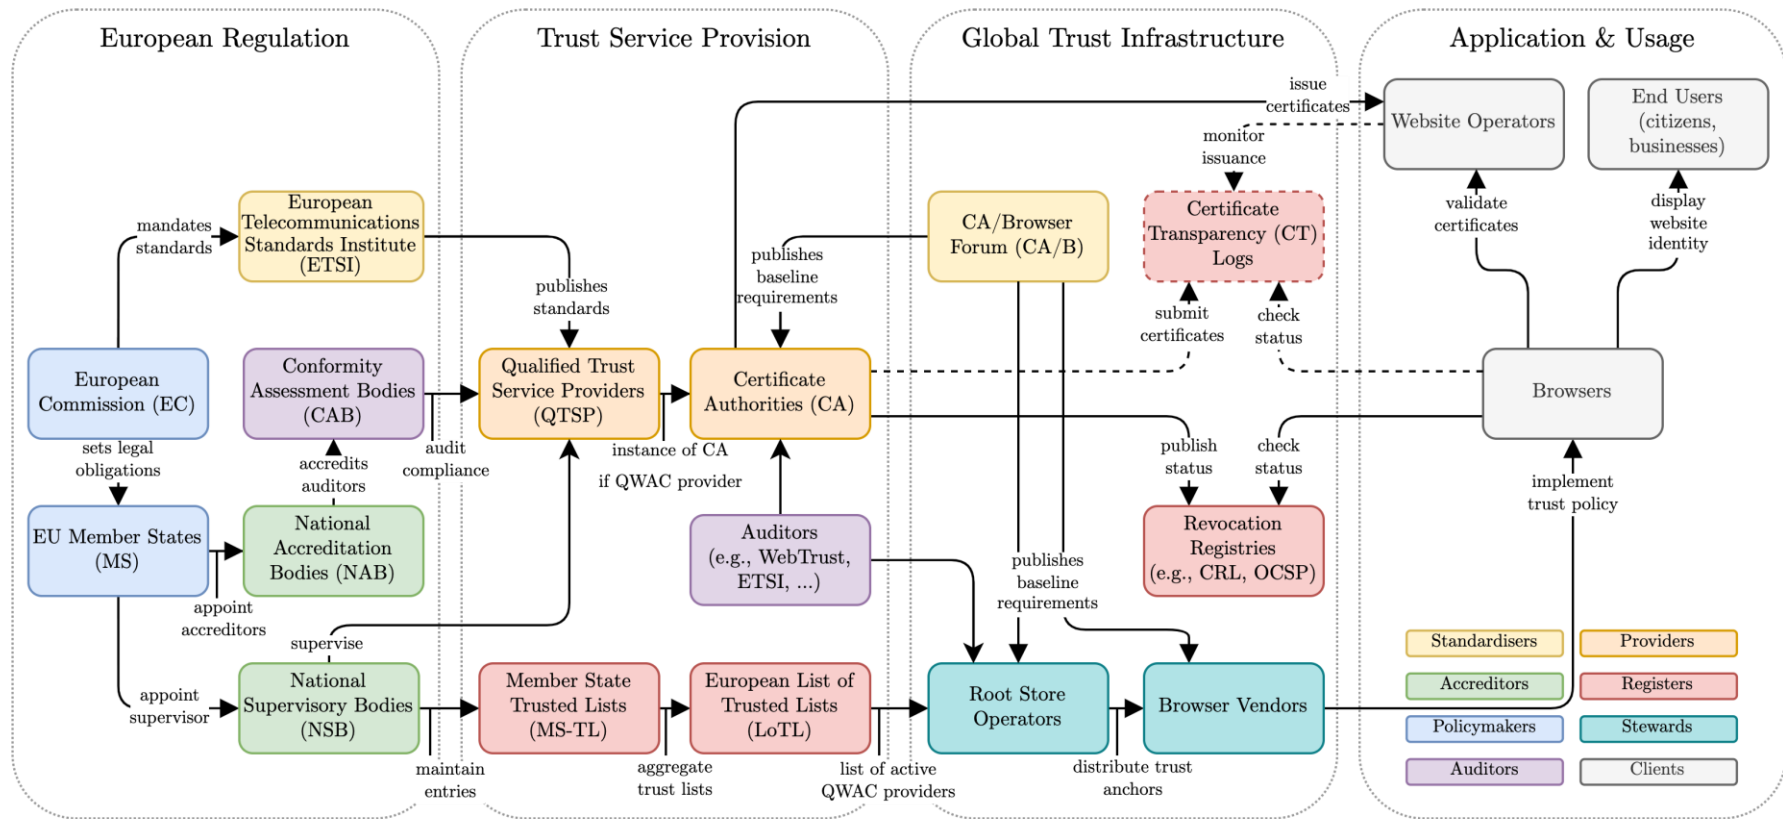 European Regulation
Trust Service Provision
Global Trust Infrastructure
Application & Usage
issue
certificates
Website Operators
End Users
(citizens,
businesses)
monitor
issuance
European
Telecommunications
Standards Institute
(ETSI)
mandates
standards
CA/Browser
Forum (CA/B)
Certificate
Transparency (CT)
Logs
validate
certificates
display
website
identity
publishes
standards
publishes
baseline
requirements
submit
certificates
check
status
European
Commission (EC)
Conformity
Assessment Bodies
(CAB)
Qualified Trust
Service Providers
(QTSP)
Certificate
Authorities (CA)
Browsers
sets legal
obligations
accredits
auditors
audit
compliance
instance of CA
if QWAC provider
publish
status
check
status
implement
trust policy
EU Member States
(MS)
National
Accreditation
Bodies (NAB)
Auditors
(e.g., WebTrust,
ETSI, ...)
Revocation
Registries
(e.g., CRL, OCSP)
publishes
baseline
requirements
appoint
accreditors
supervise
appoint
supervisor
National
Supervisory Bodies
(NSB)
Member State
Trusted Lists
(MS-TL)
European List of
Trusted Lists
(LoTL)
Root Store
Operators
Browser Vendors
maintain
entries
aggregate
trust lists
list of active
QWAC providers
distribute trust
anchors
Standardisers
Providers
Accreditors
Registers
Policymakers
Stewards
Auditors
Clients